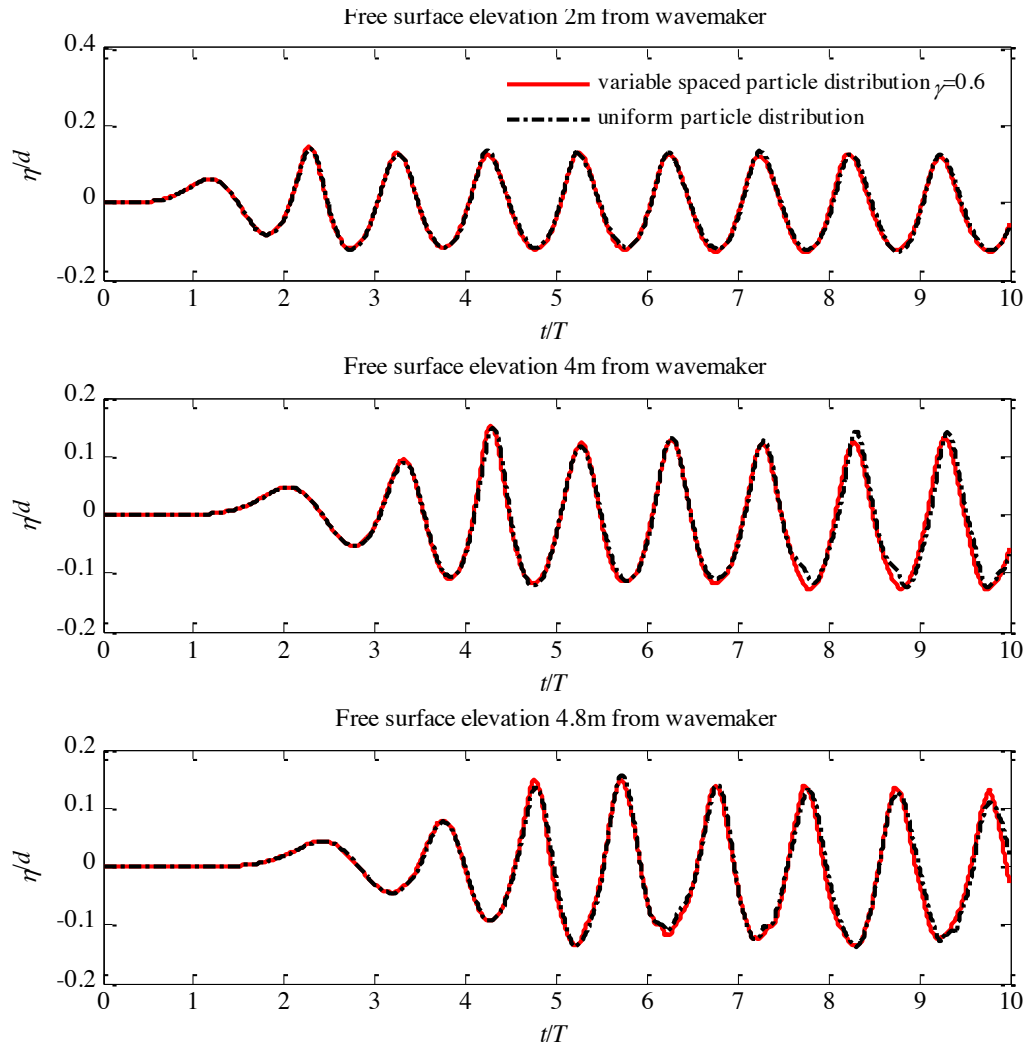 Free surface elevation 2m from wavemaker
0.4
0.2
0
-0.2
η/d
variable spaced particle distribution γ=0.6
uniform particle distribution
0 1 2 3 4 5 6 7 8 9 10
t/T
Free surface elevation 4m from wavemaker
0.2
0.1
0
-0.1
-0.2
η/d
0 1 2 3 4 5 6 7 8 9 10
t/T
Free surface elevation 4.8m from wavemaker
0.2
0.1
0
-0.1
-0.2
η/d
0 1 2 3 4 5 6 7 8 9 10
t/T